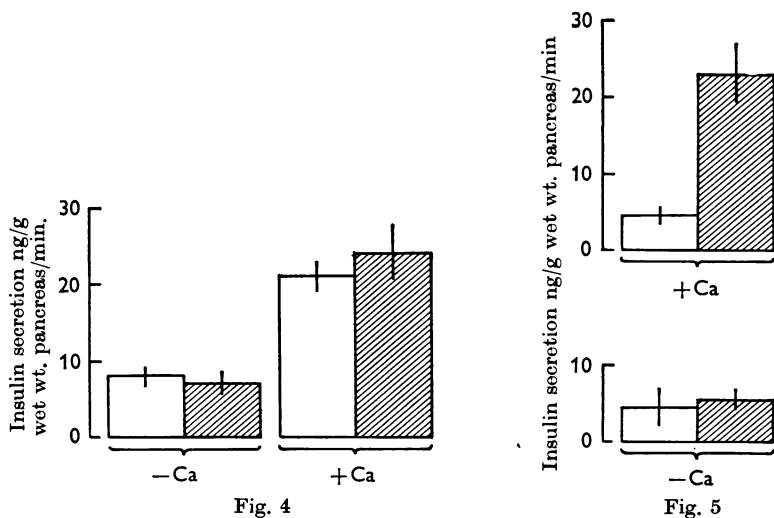 Insulin secretion ng/g
wet wt. pancreas/min.
30
20
10
0
−Ca
+Ca
Fig. 4
Insulin secretion ng/g wet wt. pancreas/min
30
20
10
0
+Ca
10
0
−Ca
Fig. 5